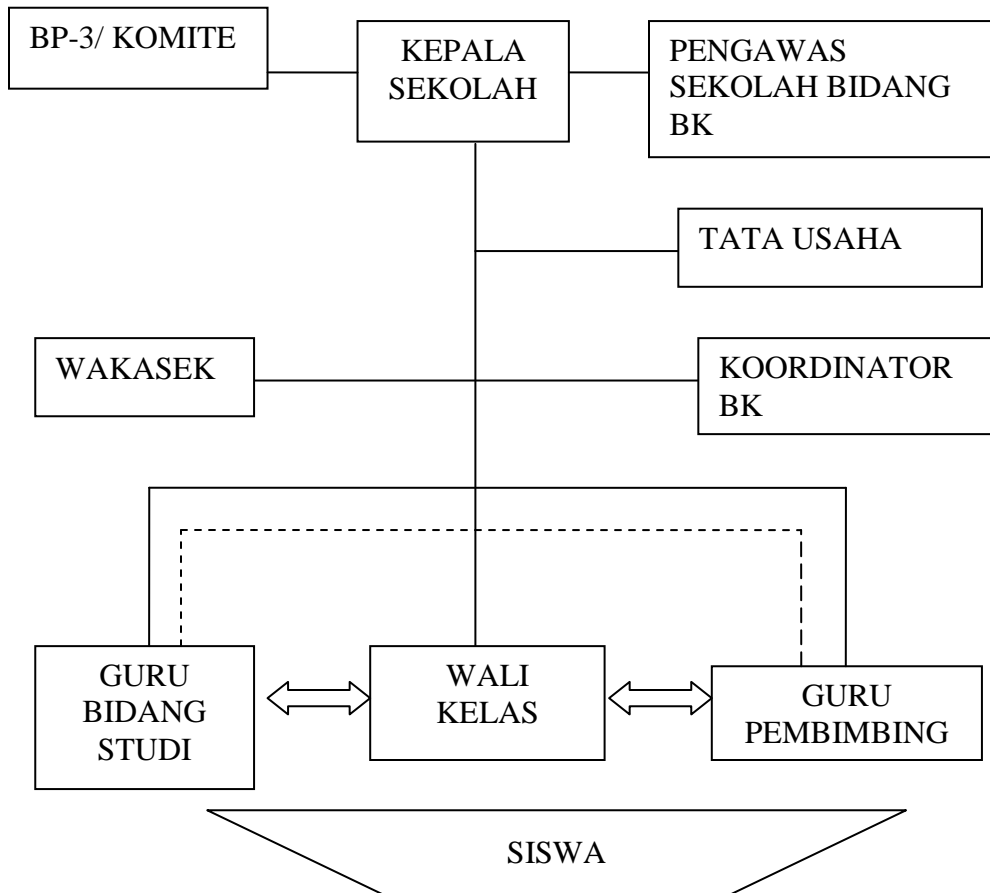 BP-3/ KOMITE
KEPALA
SEKOLAH
PENGAWAS
SEKOLAH BIDANG
BK
TATA USAHA
WAKASEK
KOORDINATOR
BK
GURU
BIDANG
STUDI
WALI
KELAS
GURU
PEMBIMBING
SISWA